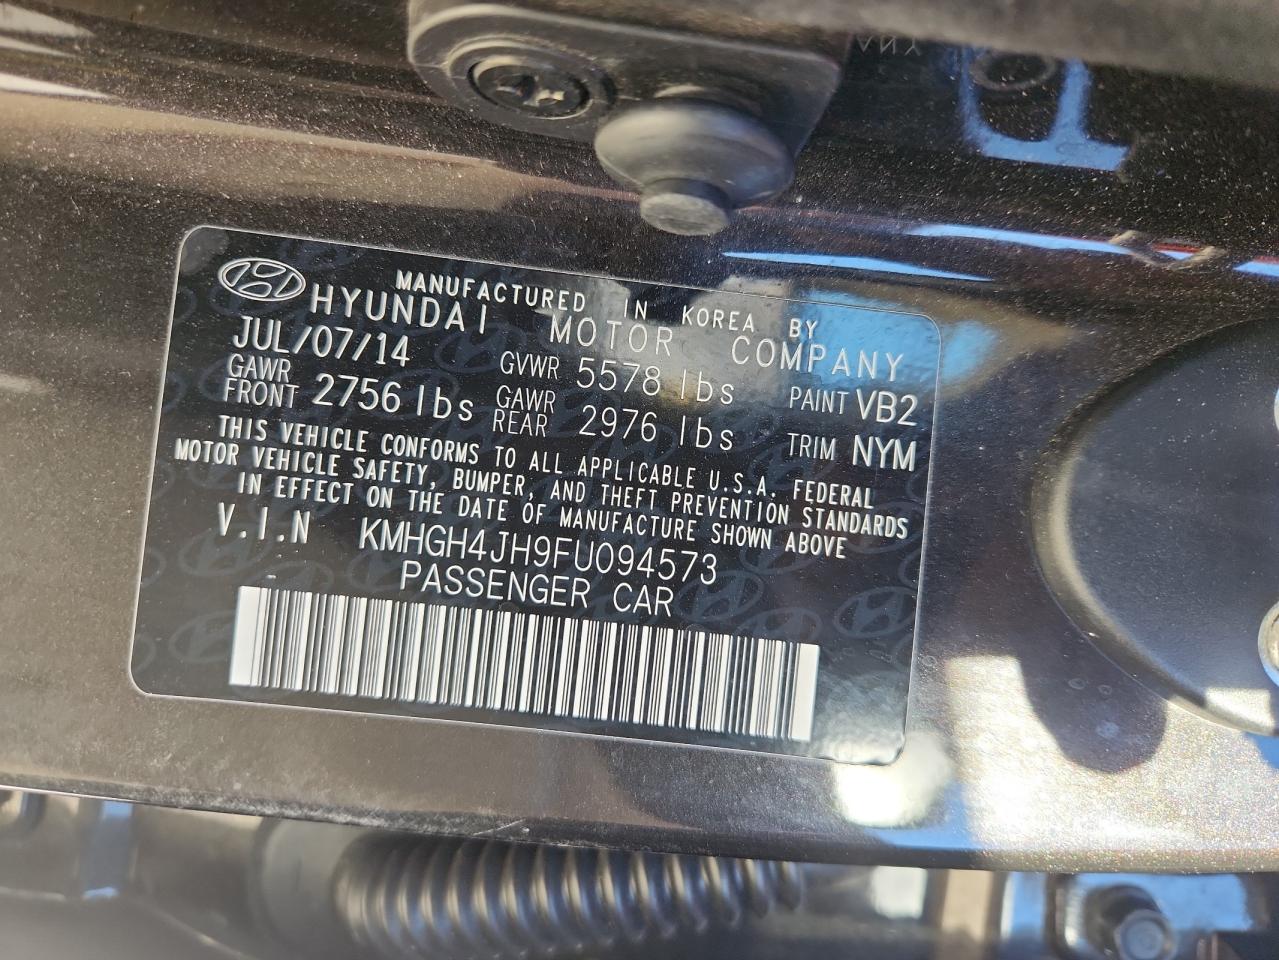 MANUFACTURED IN KOREA BY
HYUNDAI MOTOR COMPANY
JUL/07/14 GVWR 5578 lbs PAINT VB2
GAWR FRONT 2756 lbs GAWR REAR 2976 lbs TRIM NYM
THIS VEHICLE CONFORMS TO ALL APPLICABLE U.S.A. FEDERAL
MOTOR VEHICLE SAFETY, BUMPER, AND THEFT PREVENTION STANDARDS
IN EFFECT ON THE DATE OF MANUFACTURE SHOWN ABOVE
V.I.N KMHGH4JH9FU094573
PASSENGER CAR